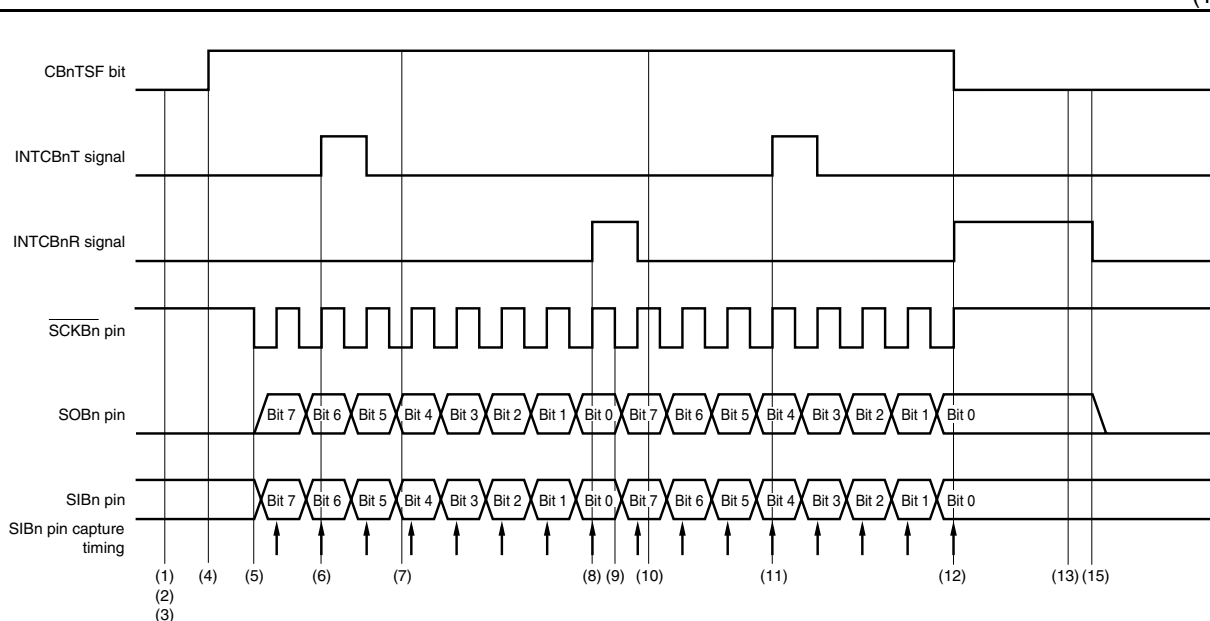 (1
CBnTSF bit
INTCBnT signal
INTCBnR signal
SCKBn pin
SOBn pin
Bit 7 Bit 6 Bit 5 Bit 4 Bit 3 Bit 2 Bit 1 Bit 0 Bit 7 Bit 6 Bit 5 Bit 4 Bit 3 Bit 2 Bit 1 Bit 0
SIBn pin
Bit 7 Bit 6 Bit 5 Bit 4 Bit 3 Bit 2 Bit 1 Bit 0 Bit 7 Bit 6 Bit 5 Bit 4 Bit 3 Bit 2 Bit 1 Bit 0
SIBn pin capture
timing
(1) (4) (5) (6) (7) (8) (9) (10) (11) (12) (13) (15)
(2)
(3)